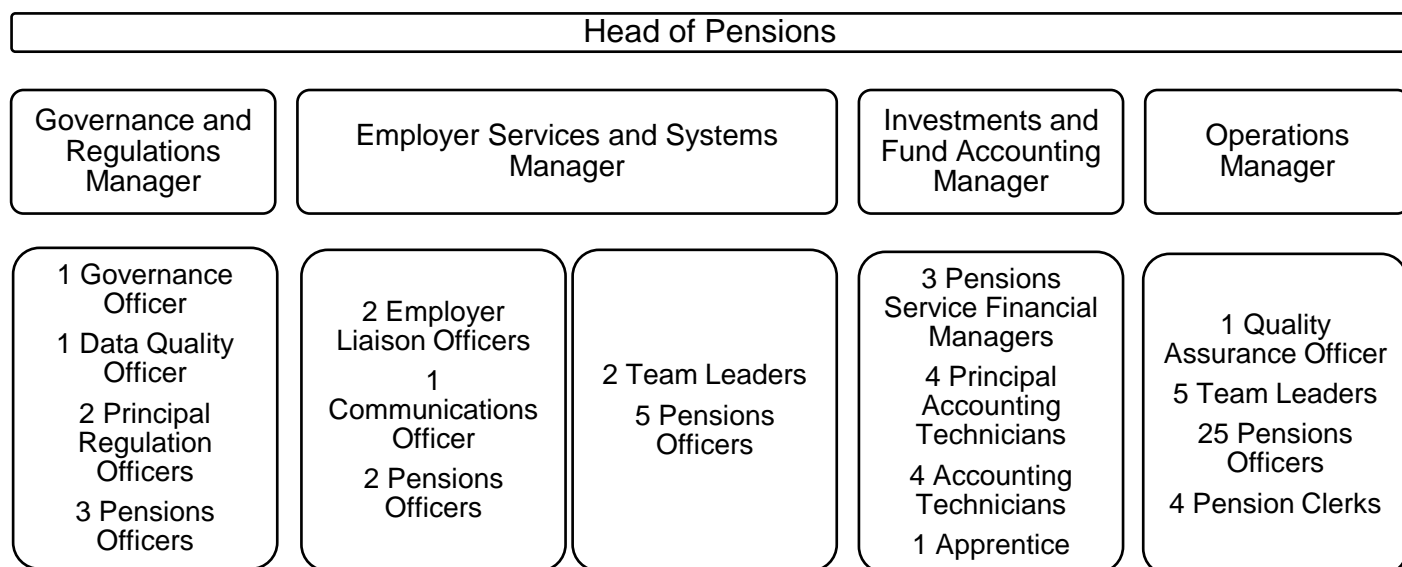 Head of Pensions
Governance and
Regulations
Manager
Employer Services and Systems
Manager
Investments and
Fund Accounting
Manager
Operations
Manager
1 Governance
Officer
1 Data Quality
Officer
2 Principal
Regulation
Officers
3 Pensions
Officers
2 Employer
Liaison Officers
1
Communications
Officer
2 Pensions
Officers
2 Team Leaders
5 Pensions
Officers
3 Pensions
Service Financial
Managers
4 Principal
Accounting
Technicians
4 Accounting
Technicians
1 Apprentice
1 Quality
Assurance Officer
5 Team Leaders
25 Pensions
Officers
4 Pension Clerks